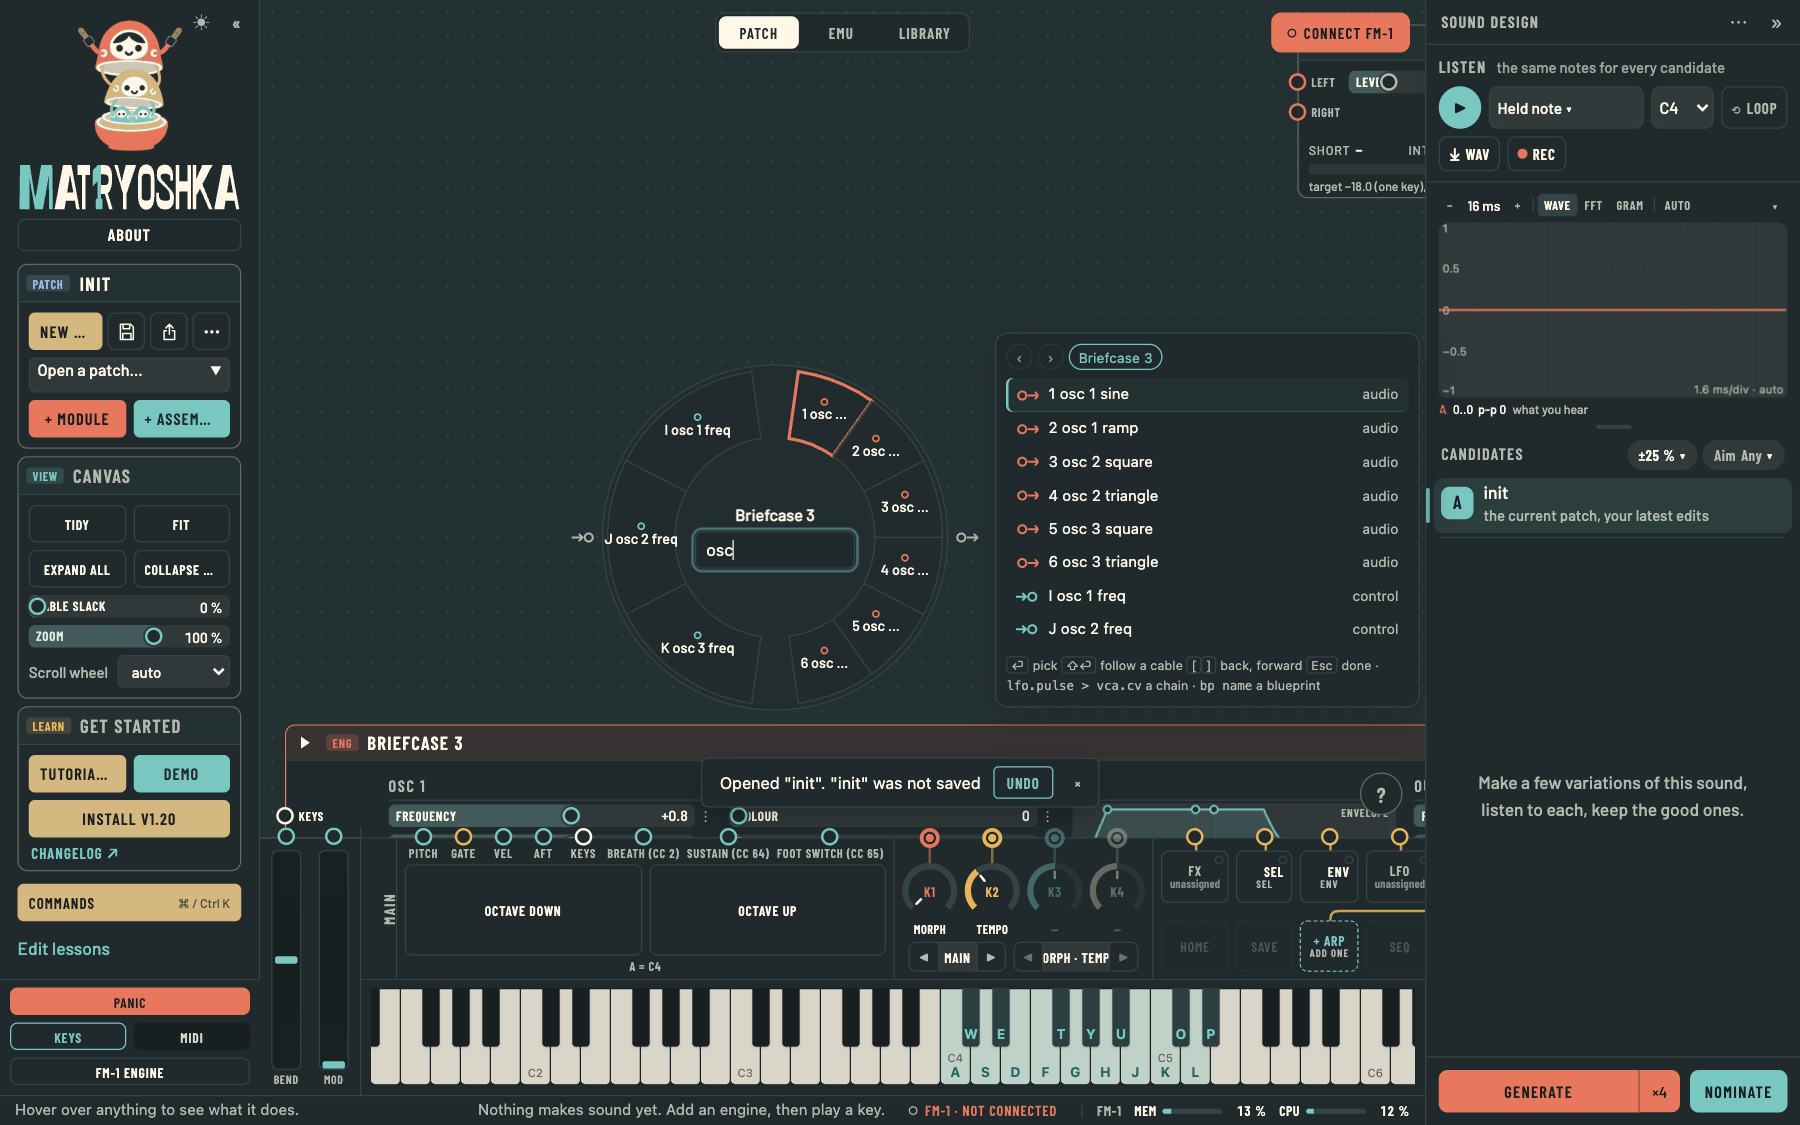 MATRYOSHKA
ABOUT
PATCH INIT
NEW ...
Open a patch...
+ MODULE
+ ASSEM...
VIEW CANVAS
TIDY
FIT
EXPAND ALL
COLLAPSE ...
BLE SLACK 0 %
ZOOM 100 %
Scroll wheel auto
LEARN GET STARTED
TUTORIA...
DEMO
INSTALL V1.20
CHANGELOG ↗
COMMANDS ⌘ / Ctrl K
Edit lessons
PANIC
KEYS
MIDI
FM-1 ENGINE
PATCH
EMU
LIBRARY
CONNECT FM-1
LEFT
RIGHT
SHORT –
target –18.0 (one key),
I osc 1 freq
J osc 2 freq
K osc 3 freq
1 osc ...
2 osc ...
3 osc ...
4 osc ...
5 osc ...
6 osc ...
Briefcase 3
osc
‹ › Briefcase 3
1 osc 1 sine audio
2 osc 1 ramp audio
3 osc 2 square audio
4 osc 2 triangle audio
5 osc 3 square audio
6 osc 3 triangle audio
I osc 1 freq control
J osc 2 freq control
pick follow a cable [ ] back, forward Esc done ·
lfo.pulse > vca.cv a chain · bp name a blueprint
ENG BRIEFCASE 3
OSC 1
KEYS
FREQUENCY +0.8
OLOUR 0
ENVELOPE
Opened "init". "init" was not saved UNDO ×
?
PITCH GATE VEL AFT KEYS BREATH (CC 2) SUSTAIN (CC 64) FOOT SWITCH (CC 65)
MAIN
OCTAVE DOWN
OCTAVE UP
A = C4
K1 K2 K3 K4
MORPH TEMPO – –
◀ MAIN ▶
◀ ORPH · TEMP ▶
FX unassigned
SEL SEL
ENV ENV
LFO unassigned
HOME
SAVE
+ ARP ADD ONE
SEQ
BEND
MOD
C2 C3 C4 C5 C6
W E T Y U O P
A S D F G H J K L
Hover over anything to see what it does.
Nothing makes sound yet. Add an engine, then play a key.
FM-1 · NOT CONNECTED
FM-1 MEM 13 % CPU 12 %
SOUND DESIGN
LISTEN the same notes for every candidate
Held note
C4
LOOP
WAV
REC
– 16 ms + WAVE FFT GRAM AUTO
1
0.5
0
–0.5
–1
1.6 ms/div · auto
A 0..0 p-p 0 what you hear
CANDIDATES ±25 % Aim Any
A init
the current patch, your latest edits
Make a few variations of this sound,
listen to each, keep the good ones.
GENERATE ×4
NOMINATE